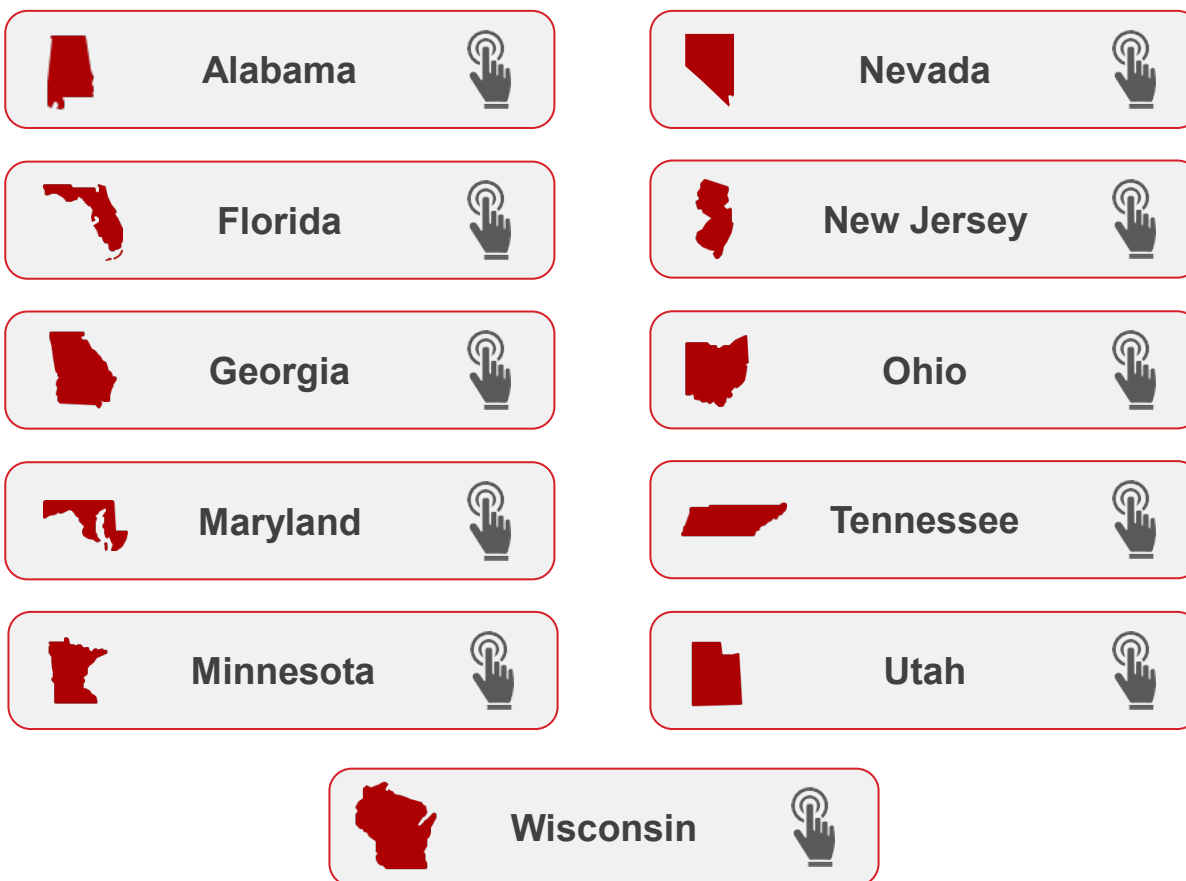 Alabama
Nevada
Florida
New Jersey
Georgia
Ohio
Maryland
Tennessee
Minnesota
Utah
Wisconsin